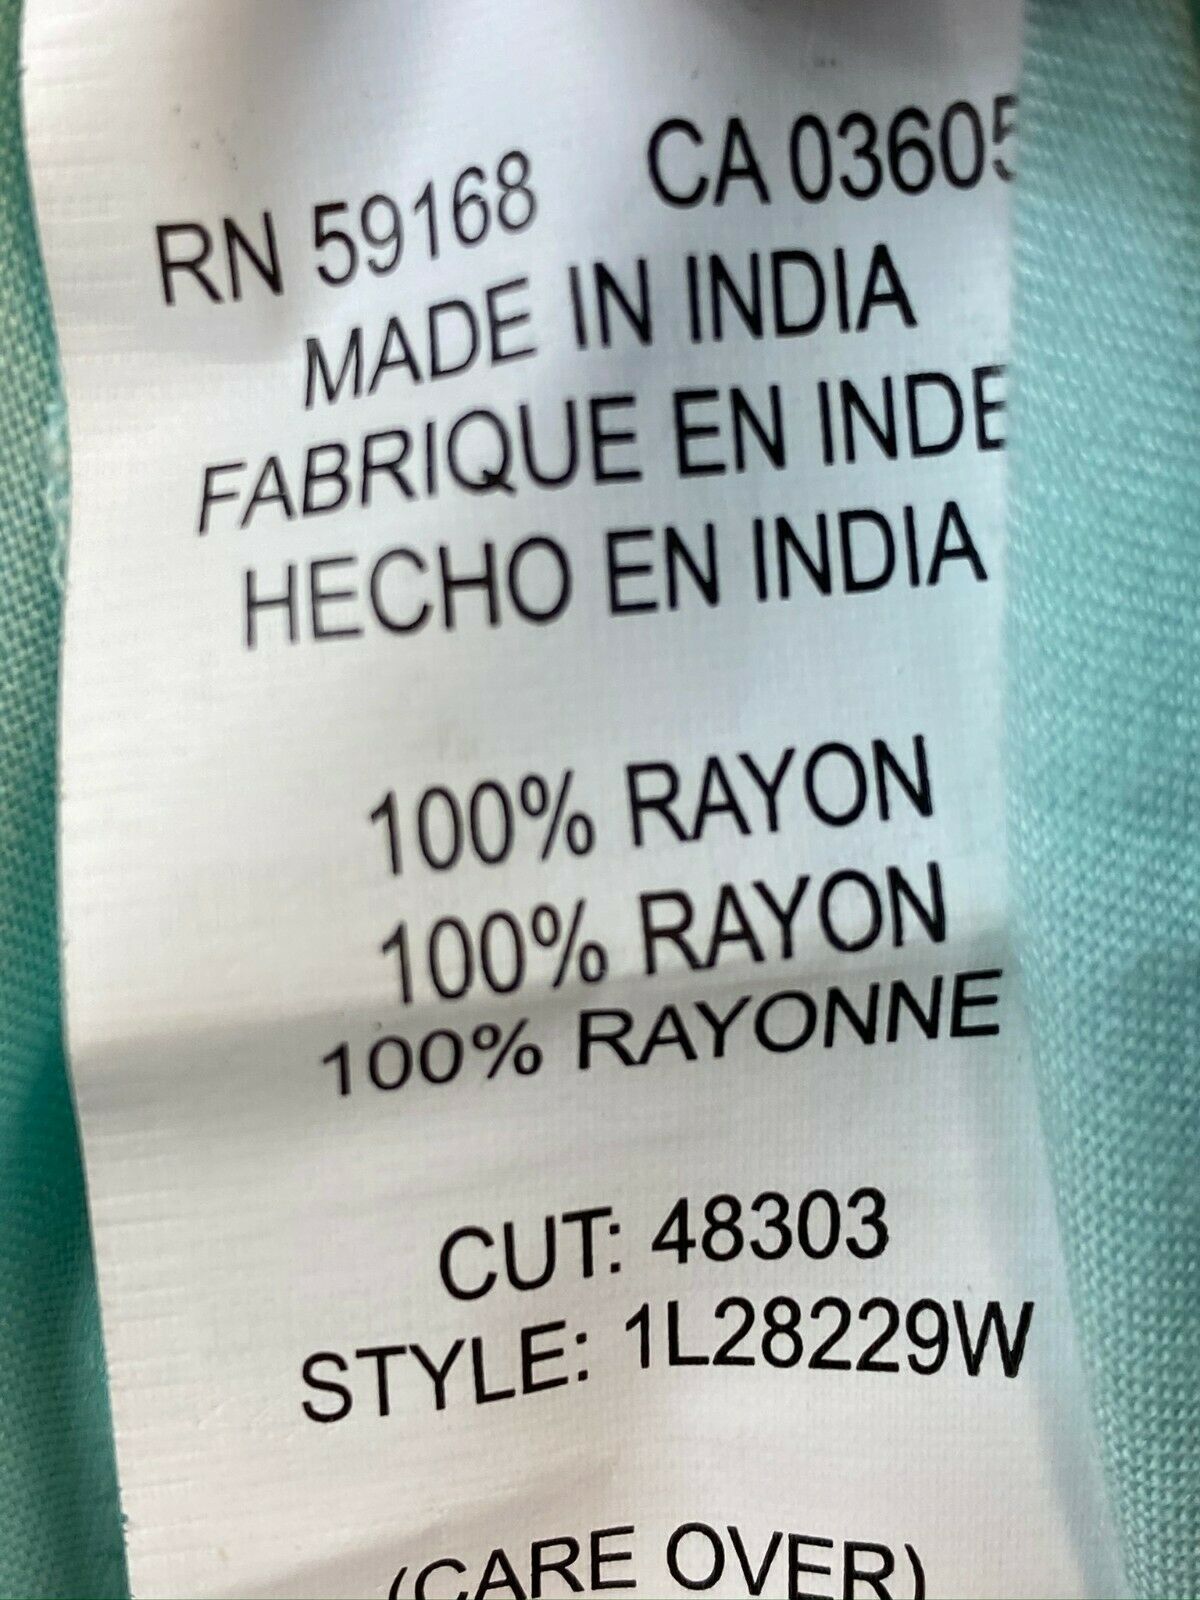 RN 59168 CA 03605
MADE IN INDIA
FABRIQUE EN INDE
HECHO EN INDIA
100% RAYON
100% RAYON
100% RAYONNE
CUT: 48303
STYLE: 1L28229W
(CARE OVER)